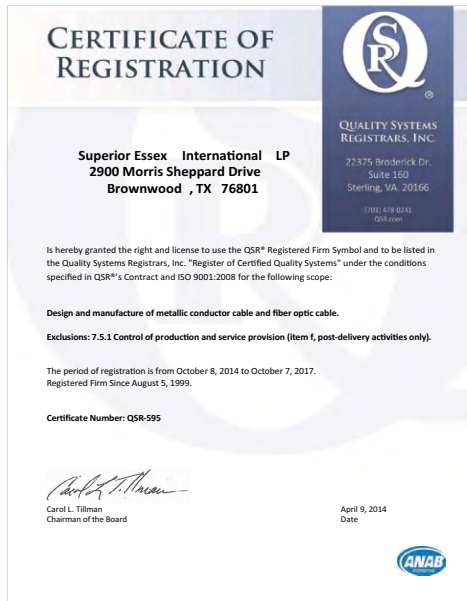 CERTIFICATE OF
REGISTRATION
QSR
®
QUALITY SYSTEMS
REGISTRARS, INC.
22375 Broderick Dr.
Suite 160
Sterling, VA. 20166
(703) 478-0241
QSR.com
Superior Essex International LP
2900 Morris Sheppard Drive
Brownwood , TX 76801
Is hereby granted the right and license to use the QSR® Registered Firm Symbol and to be listed in
the Quality Systems Registrars, Inc. "Register of Certified Quality Systems" under the conditions
specified in QSR®'s Contract and ISO 9001:2008 for the following scope:
Design and manufacture of metallic conductor cable and fiber optic cable.
Exclusions: 7.5.1 Control of production and service provision (item f, post-delivery activities only).
The period of registration is from October 8, 2014 to October 7, 2017.
Registered Firm Since August 5, 1999.
Certificate Number: QSR-595
Carol L. Tillman
Carol L. Tillman
Chairman of the Board
April 9, 2014
Date
ANAB